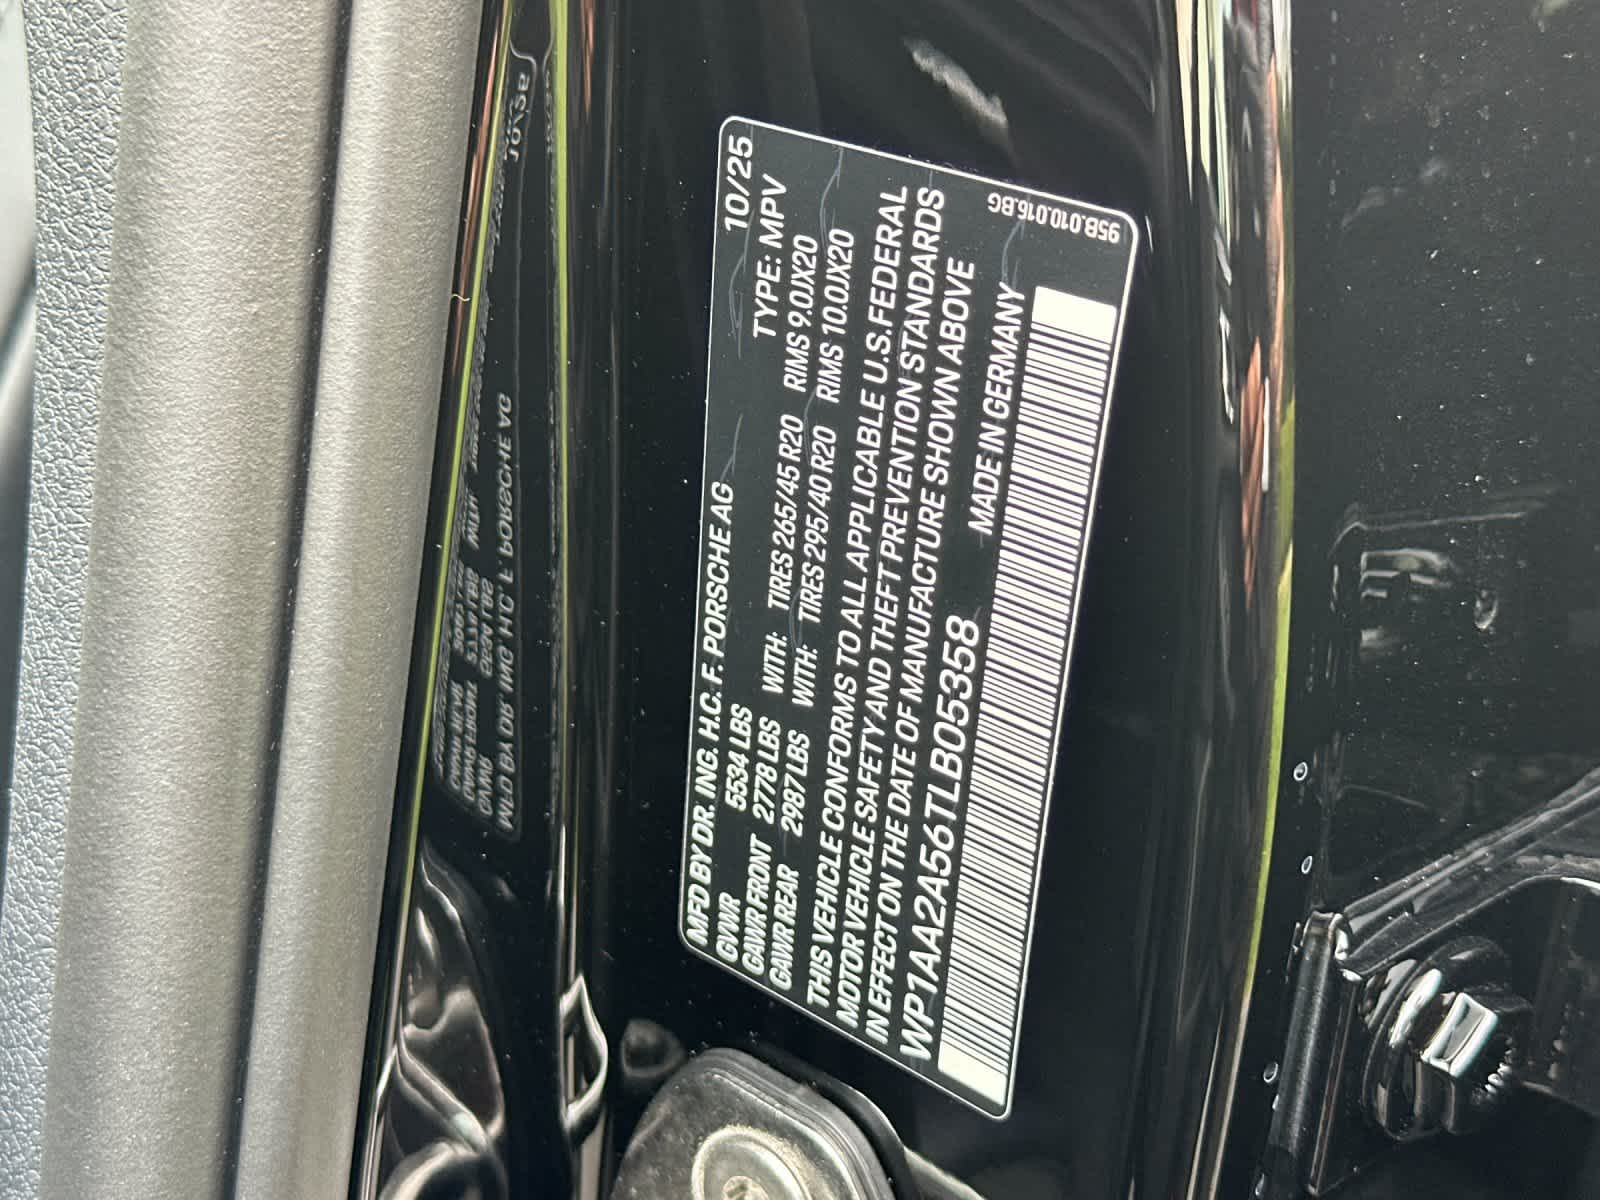 MFD BY DR. ING. H.C. F. PORSCHE AG 10/25
GVWR 5534 LBS TYPE: MPV
GAWR FRONT 2778 LBS WITH: TIRES 265/45 R20 RIMS 9.0JX20
GAWR REAR 2987 LBS WITH: TIRES 295/40 R20 RIMS 10.0JX20
THIS VEHICLE CONFORMS TO ALL APPLICABLE U.S. FEDERAL
MOTOR VEHICLE SAFETY AND THEFT PREVENTION STANDARDS
IN EFFECT ON THE DATE OF MANUFACTURE SHOWN ABOVE
WP1AA2A56TLB05358 MADE IN GERMANY
95B.010.015.BG